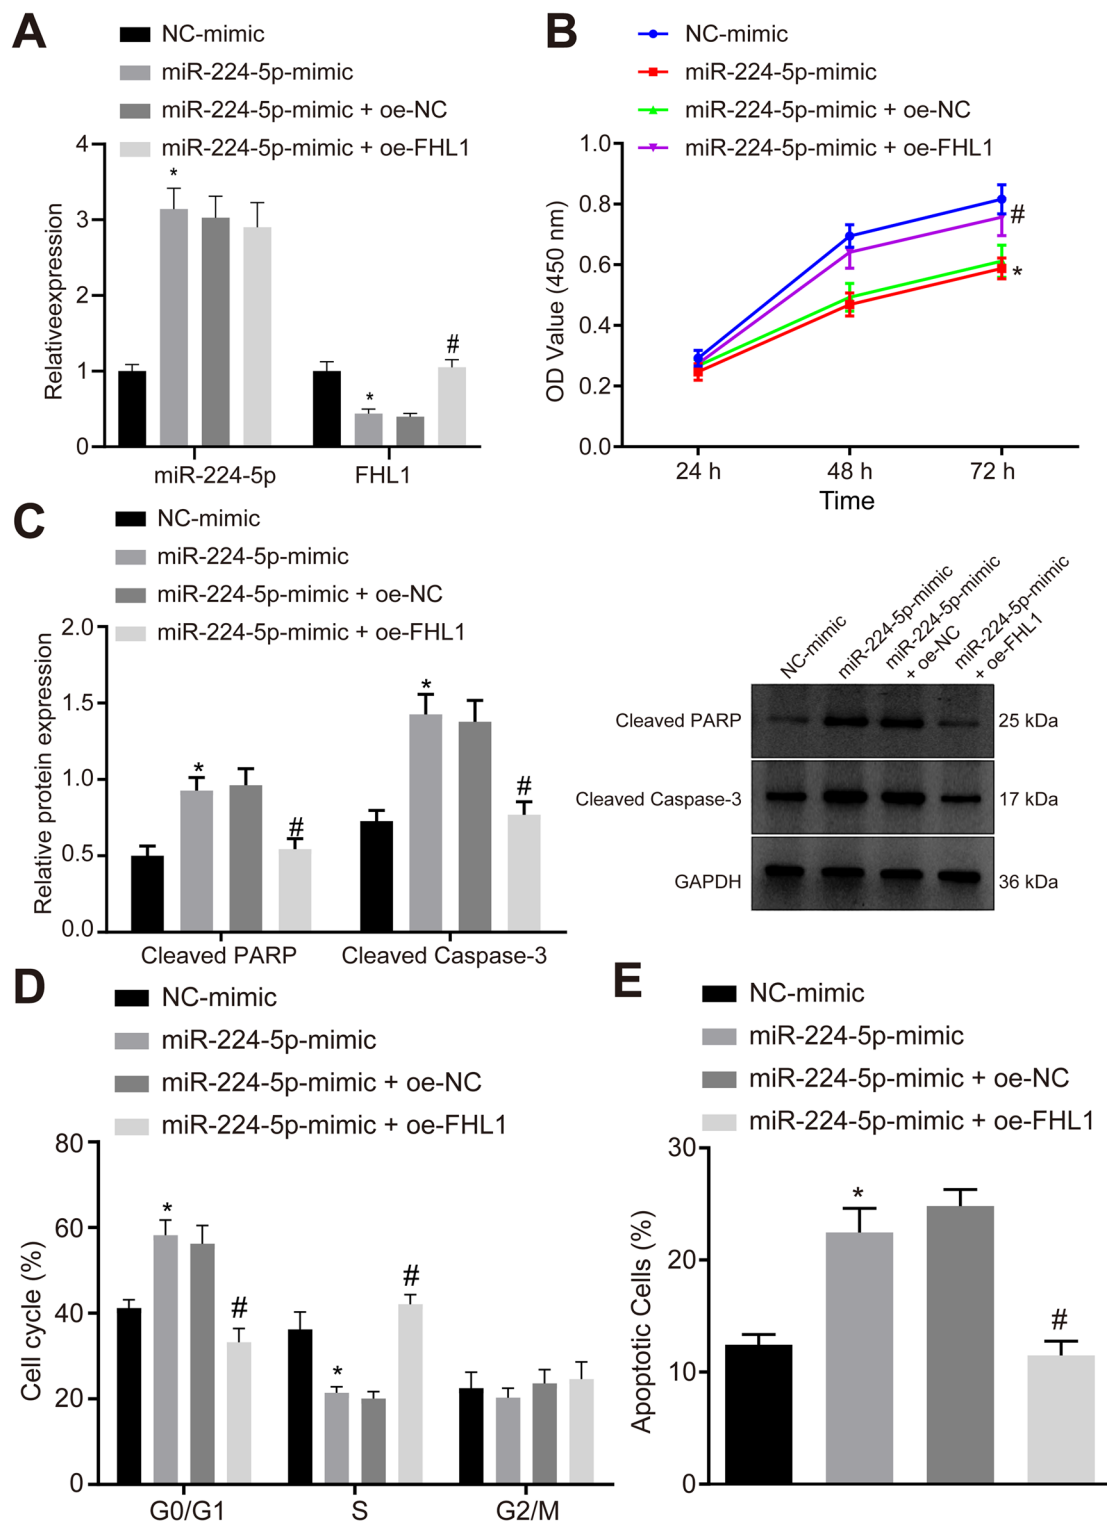 A
NC-mimic
miR-224-5p-mimic
miR-224-5p-mimic + oe-NC
miR-224-5p-mimic + oe-FHL1
Relativeexpression
4
3
2
1
0
*
*
#
miR-224-5p
FHL1
B
NC-mimic
miR-224-5p-mimic
miR-224-5p-mimic + oe-NC
miR-224-5p-mimic + oe-FHL1
OD Value (450 nm)
1.0
0.8
0.6
0.4
0.2
0.0
#
*
24 h
48 h
72 h
Time
C
NC-mimic
miR-224-5p-mimic
miR-224-5p-mimic + oe-NC
miR-224-5p-mimic + oe-FHL1
Relative protein expression
2.0
1.5
1.0
0.5
0.0
*
#
*
#
Cleaved PARP
Cleaved Caspase-3
NC-mimic
miR-224-5p-mimic
miR-224-5p-mimic
+ oe-NC
miR-224-5p-mimic
+ oe-FHL1
Cleaved PARP
25 kDa
Cleaved Caspase-3
17 kDa
GAPDH
36 kDa
D
NC-mimic
miR-224-5p-mimic
miR-224-5p-mimic + oe-NC
miR-224-5p-mimic + oe-FHL1
Cell cycle (%)
80
60
40
20
0
*
#
*
#
G0/G1
S
G2/M
E
NC-mimic
miR-224-5p-mimic
miR-224-5p-mimic + oe-NC
miR-224-5p-mimic + oe-FHL1
Apoptotic Cells (%)
30
20
10
0
*
#